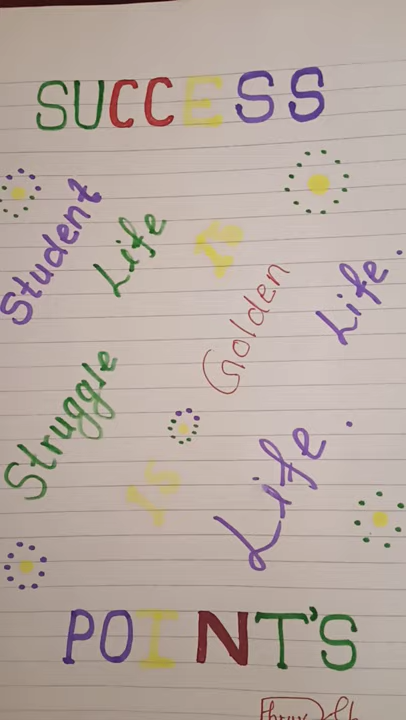 SUCCESS
Student Life Is Golden Life.
Struggle Is Life.
POINT'S